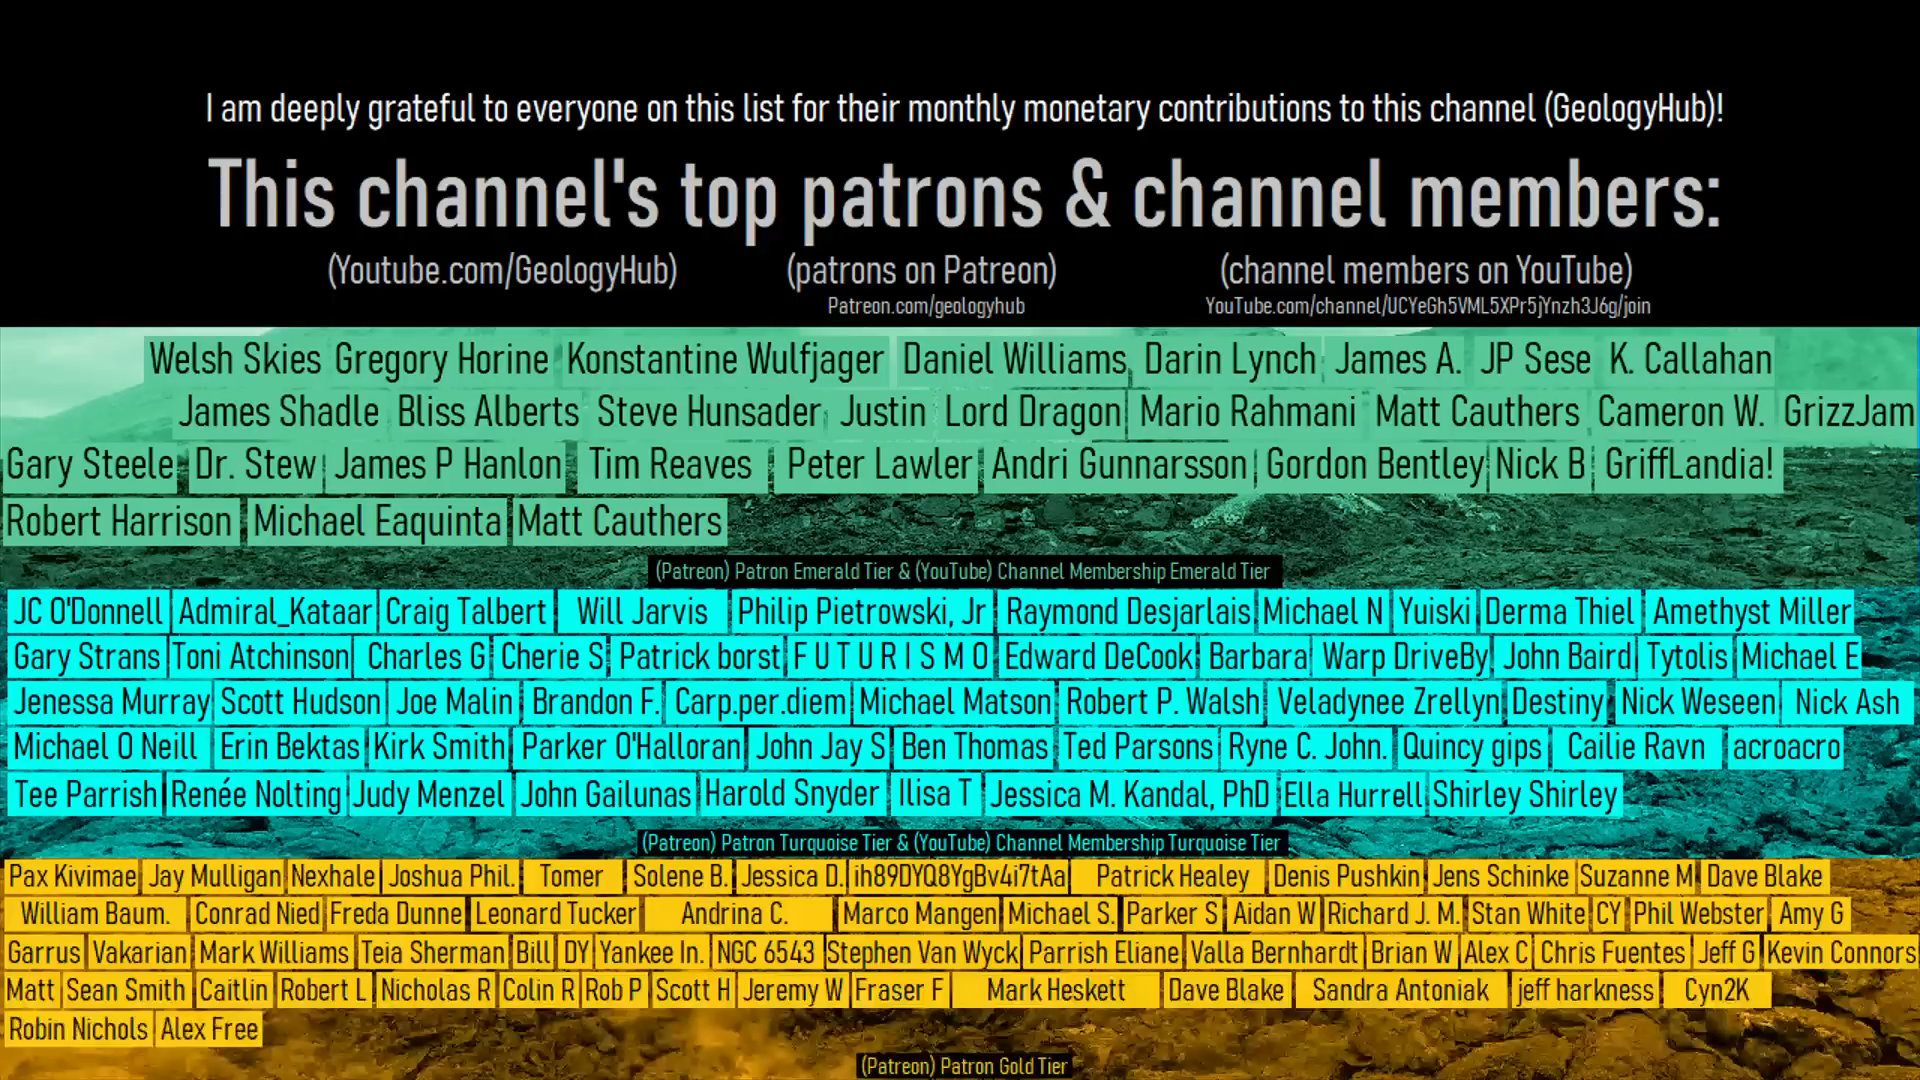 I am deeply grateful to everyone on this list for their monthly monetary contributions to this channel (GeologyHub)!
This channel's top patrons & channel members:
(Youtube.com/GeologyHub) (patrons on Patreon) (channel members on YouTube)
Patreon.com/geologyhub YouTube.com/channel/UCYeGh5VML5XPr5jYnzh3J6g/join
Welsh Skies Gregory Horine Konstantine Wulfjager Daniel Williams Darin Lynch James A. JP Sese K. Callahan
James Shadle Bliss Alberts Steve Hunsader Justin Lord Dragon Mario Rahmani Matt Cauthers Cameron W. GrizzJam
Gary Steele Dr. Stew James P Hanlon Tim Reaves Peter Lawler Andri Gunnarsson Gordon Bentley Nick B GriffLandia!
Robert Harrison Michael Eaquinta Matt Cauthers
(Patreon) Patron Emerald Tier & (YouTube) Channel Membership Emerald Tier
JC O'Donnell Admiral_Kataar Craig Talbert Will Jarvis Philip Pietrowski, Jr Raymond Desjarlais Michael N Yuiski Derma Thiel Amethyst Miller
Gary Strans Toni Atchinson Charles G Cherie S Patrick borst F U T U R I S M O Edward DeCook Barbara Warp DriveBy John Baird Tytolis Michael E
Jenessa Murray Scott Hudson Joe Malin Brandon F. Carp.per.diem Michael Matson Robert P. Walsh Veladynee Zrellyn Destiny Nick Weseen Nick Ash
Michael O Neill Erin Bektas Kirk Smith Parker O'Halloran John Jay S Ben Thomas Ted Parsons Ryne C. John. Quincy gips Cailie Ravn acroacro
Tee Parrish Renée Nolting Judy Menzel John Gailunas Harold Snyder Ilisa T Jessica M. Kandal, PhD Ella Hurrell Shirley Shirley
(Patreon) Patron Turquoise Tier & (YouTube) Channel Membership Turquoise Tier
Pax Kivimae Jay Mulligan Nexhale Joshua Phil. Tomer Solene B. Jessica D. ih89DYQ8YgBv4i7tAa Patrick Healey Denis Pushkin Jens Schinke Suzanne M Dave Blake
William Baum. Conrad Nied Freda Dunne Leonard Tucker Andrina C. Marco Mangen Michael S. Parker S Aidan W Richard J. M. Stan White CY Phil Webster Amy G
Garrus Vakarian Mark Williams Teia Sherman Bill DY Yankee In. NGC 6543 Stephen Van Wyck Parrish Eliane Valla Bernhardt Brian W Alex C Chris Fuentes Jeff G Kevin Connors
Matt Sean Smith Caitlin Robert L Nicholas R Colin R Rob P Scott H Jeremy W Fraser F Mark Heskett Dave Blake Sandra Antoniak jeff harkness Cyn2K
Robin Nichols Alex Free
(Patreon) Patron Gold Tier